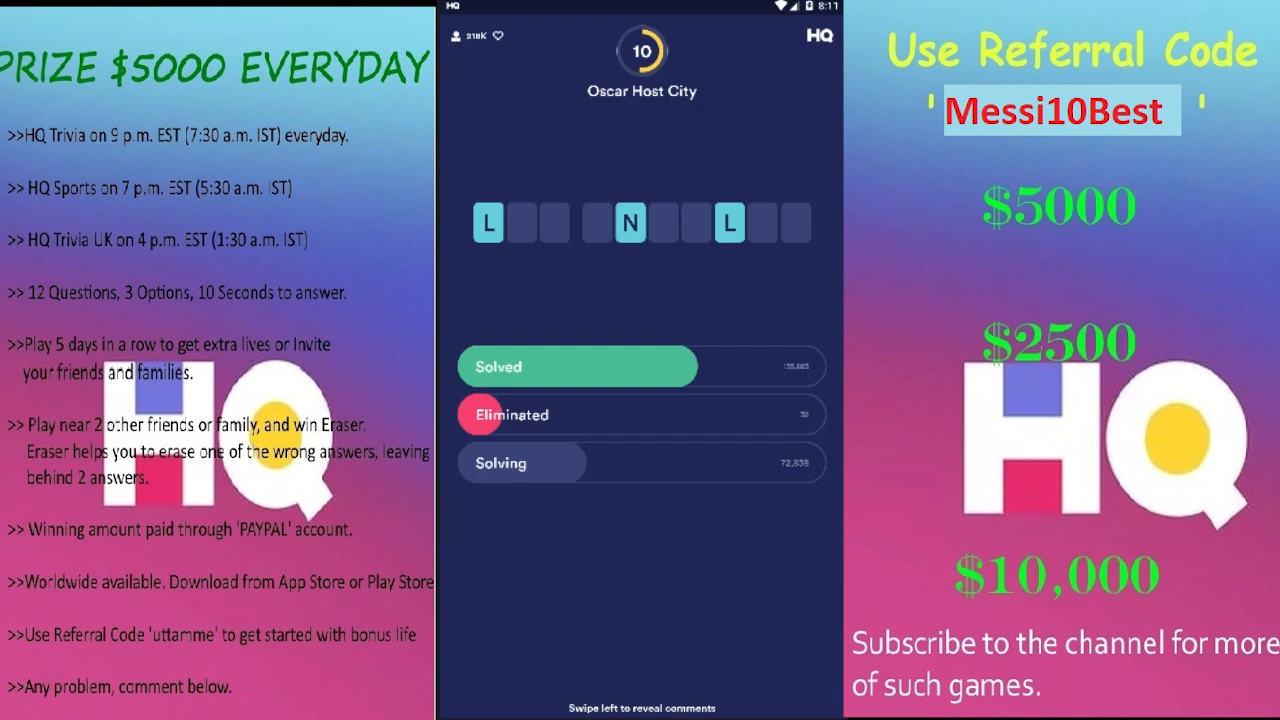 PRIZE $5000 EVERYDAY
>>HQ Trivia on 9 p.m. EST (7:30 a.m. IST) everyday.
>> HQ Sports on 7 p.m. EST (5:30 a.m. IST)
>> HQ Trivia UK on 4 p.m. EST (1:30 a.m. IST)
>> 12 Questions, 3 Options, 10 Seconds to answer.
>>Play 5 days in a row to get extra lives or Invite
your friends and families.
>> Play near 2 other friends or family, and win Eraser.
Eraser helps you to erase one of the wrong answers, leaving
behind 2 answers.
>> Winning amount paid through 'PAYPAL' account.
>>Worldwide available. Download from App Store or Play Store
>>Use Referral Code 'uttamme' to get started with bonus life
>>Any problem, comment below.
HQ
HQ
8:11
218K
HQ
10
Oscar Host City
L N L
Solved
Eliminated
Solving 72,839
Swipe left to reveal comments
Use Referral Code
' Messi10Best '
$5000
$2500
HQ
$10,000
Subscribe to the channel for more
of such games.